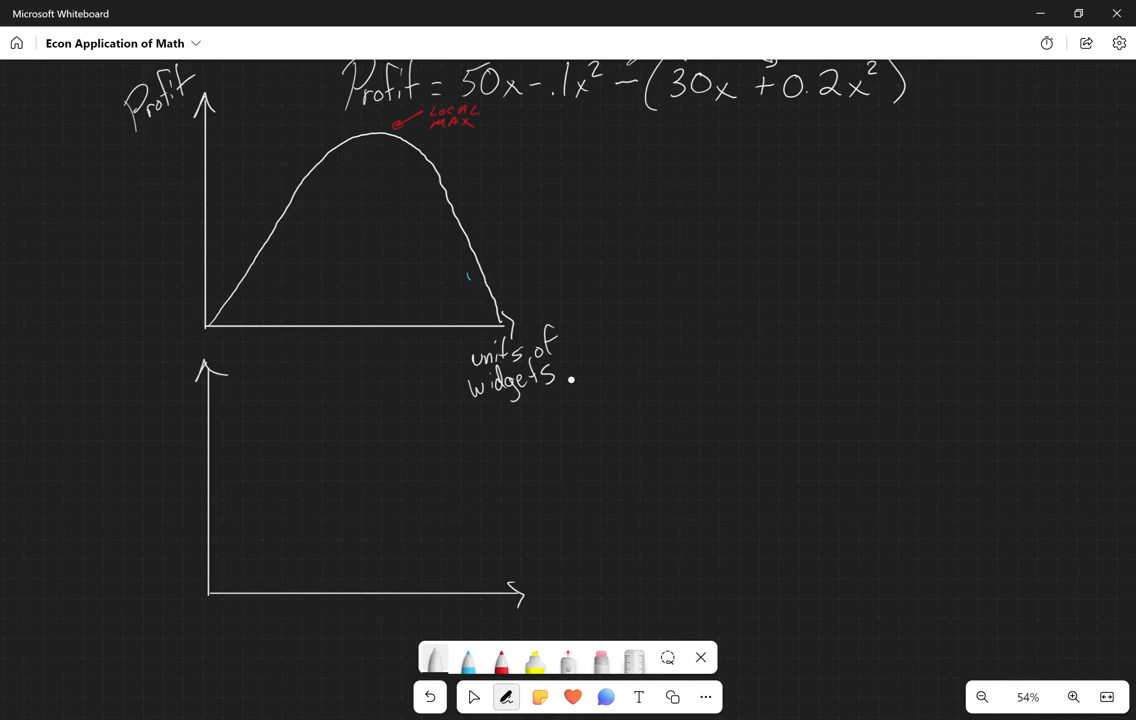 Microsoft Whiteboard
Econ Application of Math
Profit
Profit = 50x - .1x² - (30x + 0.2x²)
LOCAL
MAX
units of
widgets
54%